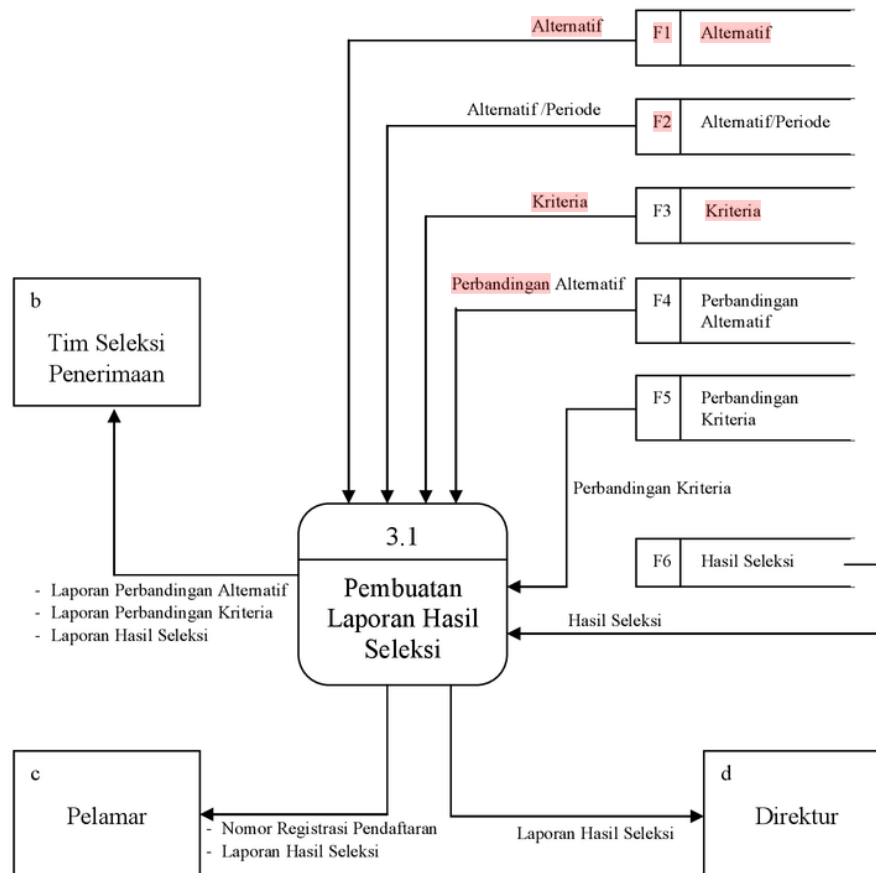 Alternatif
F1 Alternatif
Alternatif /Periode
F2 Alternatif/Periode
Kriteria
F3 Kriteria
Perbandingan Alternatif
F4 Perbandingan
Alternatif
b
Tim Seleksi
Penerimaan
F5 Perbandingan
Kriteria
Perbandingan Kriteria
3.1
Pembuatan
Laporan Hasil
Seleksi
F6 Hasil Seleksi
Hasil Seleksi
- Laporan Perbandingan Alternatif
- Laporan Perbandingan Kriteria
- Laporan Hasil Seleksi
c
Pelamar
- Nomor Registrasi Pendaftaran
- Laporan Hasil Seleksi
Laporan Hasil Seleksi
d
Direktur